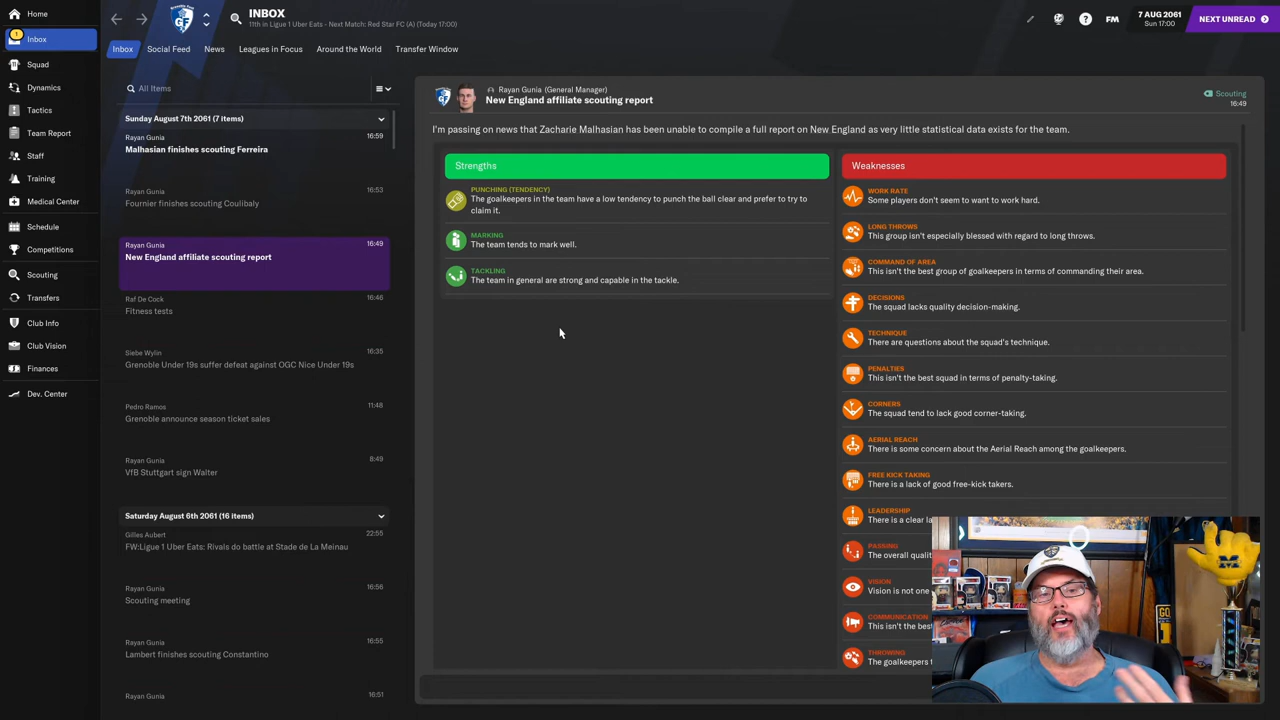 Home
Inbox
Squad
Dynamics
Tactics
Team Report
Staff
Training
Medical Center
Schedule
Competitions
Scouting
Transfers
Club Info
Club Vision
Finances
Dev. Center
GF
INBOX
11th in Ligue 1 Uber Eats - Next Match: Red Star FC (A) (Today 17:00)
FM
7 AUG 2061
Sun 17:00
NEXT UNREAD
Inbox
Social Feed
News
Leagues in Focus
Around the World
Transfer Window
All Items
Sunday August 7th 2061 (7 items)
Rayan Gunia
16:59
Malhasian finishes scouting Ferreira
Rayan Gunia
16:53
Fournier finishes scouting Coulibaly
Rayan Gunia
16:49
New England affiliate scouting report
Raf De Cock
16:46
Fitness tests
Siebe Wylin
16:35
Grenoble Under 19s suffer defeat against OGC Nice Under 19s
Pedro Ramos
11:48
Grenoble announce season ticket sales
Rayan Gunia
8:49
VfB Stuttgart sign Walter
Saturday August 6th 2061 (16 items)
Gilles Aubert
22:55
FW:Ligue 1 Uber Eats: Rivals do battle at Stade de La Meinau
Rayan Gunia
16:56
Scouting meeting
Rayan Gunia
16:55
Lambert finishes scouting Constantino
Rayan Gunia
16:51
Rayan Gunia (General Manager)
New England affiliate scouting report
Scouting
16:49
I'm passing on news that Zacharie Malhasian has been unable to compile a full report on New England as very little statistical data exists for the team.
Strengths
PUNCHING (TENDENCY)
The goalkeepers in the team have a low tendency to punch the ball clear and prefer to try to
claim it.
MARKING
The team tends to mark well.
TACKLING
The team in general are strong and capable in the tackle.
Weaknesses
WORK RATE
Some players don't seem to want to work hard.
LONG THROWS
This group isn't especially blessed with regard to long throws.
COMMAND OF AREA
This isn't the best group of goalkeepers in terms of commanding their area.
DECISIONS
The squad lacks quality decision-making.
TECHNIQUE
There are questions about the squad's technique.
PENALTIES
This isn't the best squad in terms of penalty-taking.
CORNERS
The squad tend to lack good corner-taking.
AERIAL REACH
There is some concern about the Aerial Reach among the goalkeepers.
FREE KICK TAKING
There is a lack of good free-kick takers.
LEADERSHIP
There is a clear la
PASSING
The overall qualit
VISION
Vision is not one
COMMUNICATION
This isn't the bes
THROWING
The goalkeepers t
M
GO